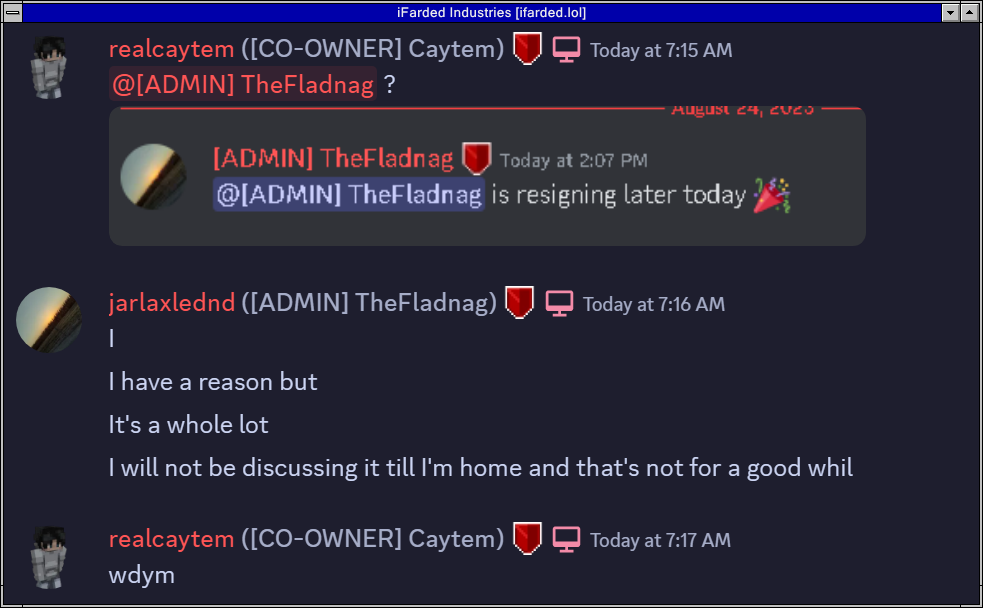 iFarded Industries [ifarded.lol]
realcaytem ([CO-OWNER] Caytem) Today at 7:15 AM
@[ADMIN] TheFladnag ?
August 24, 2023
[ADMIN] TheFladnag Today at 2:07 PM
@[ADMIN] TheFladnag is resigning later today
jarlaxlednd ([ADMIN] TheFladnag) Today at 7:16 AM
I
I have a reason but
It's a whole lot
I will not be discussing it till I'm home and that's not for a good whil
realcaytem ([CO-OWNER] Caytem) Today at 7:17 AM
wdym